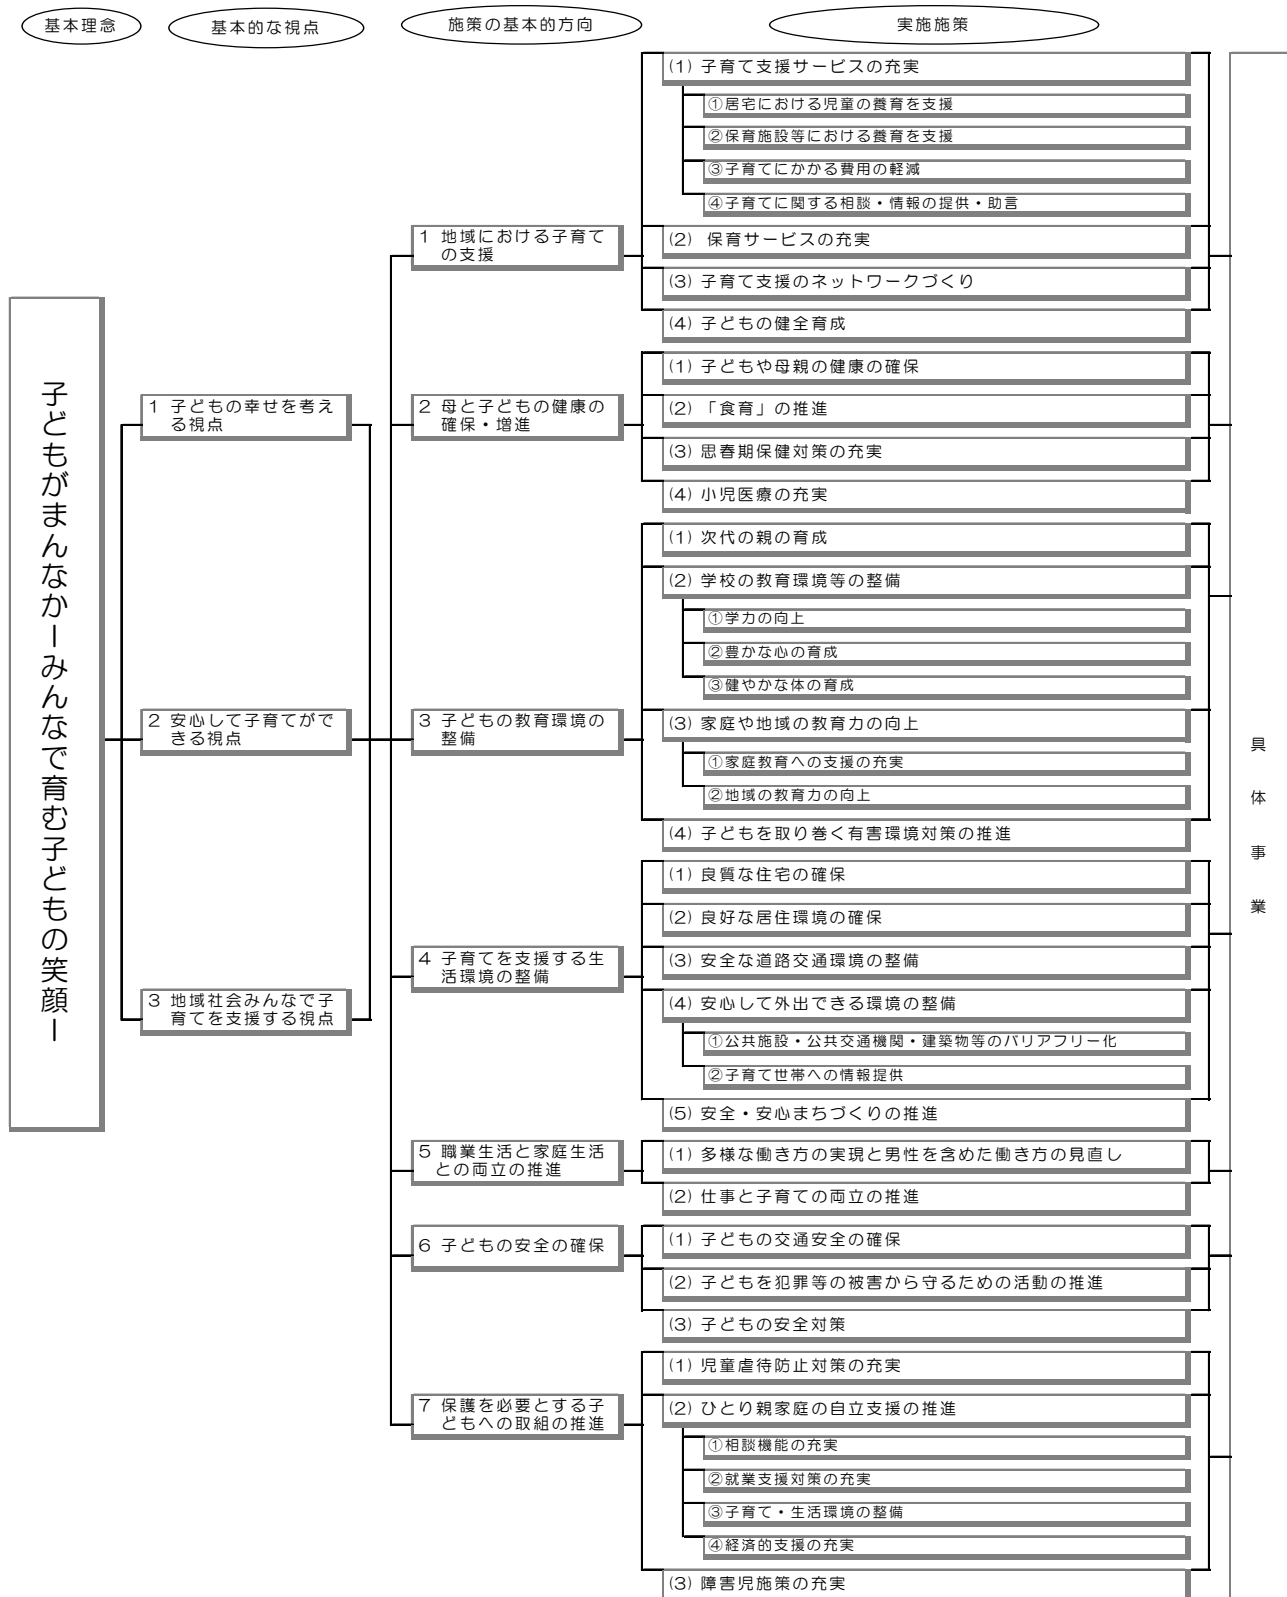 基本理念
基本的な視点
施策の基本的方向
実施施策
子どもがまんなかーみんなで育む子どもの笑顔ー
1 子どもの幸せを考え
る視点
2 安心して子育てがで
きる視点
3 地域社会みんなで子
育てを支援する視点
1 地域における子育て
の支援
(1) 子育て支援サービスの充実
①居宅における児童の養育を支援
②保育施設等における養育を支援
③子育てにかかる費用の軽減
④子育てに関する相談・情報の提供・助言
(2) 保育サービスの充実
(3) 子育て支援のネットワークづくり
(4) 子どもの健全育成
2 母と子どもの健康の
確保・増進
(1) 子どもや母親の健康の確保
(2) 「食育」の推進
(3) 思春期保健対策の充実
(4) 小児医療の充実
3 子どもの教育環境の
整備
(1) 次代の親の育成
(2) 学校の教育環境等の整備
①学力の向上
②豊かな心の育成
③健やかな体の育成
(3) 家庭や地域の教育力の向上
①家庭教育への支援の充実
②地域の教育力の向上
(4) 子どもを取り巻く有害環境対策の推進
4 子育てを支援する生
活環境の整備
(1) 良質な住宅の確保
(2) 良好な居住環境の確保
(3) 安全な道路交通環境の整備
(4) 安心して外出できる環境の整備
①公共施設・公共交通機関・建築物等のバリアフリー化
②子育て世帯への情報提供
(5) 安全・安心まちづくりの推進
5 職業生活と家庭生活
との両立の推進
(1) 多様な働き方の実現と男性を含めた働き方の見直し
(2) 仕事と子育ての両立の推進
6 子どもの安全の確保
(1) 子どもの交通安全の確保
(2) 子どもを犯罪等の被害から守るための活動の推進
(3) 子どもの安全対策
7 保護を必要とする子
どもへの取組の推進
(1) 児童虐待防止対策の充実
(2) ひとり親家庭の自立支援の推進
①相談機能の充実
②就業支援対策の充実
③子育て・生活環境の整備
④経済的支援の充実
(3) 障害児施策の充実
具体事業